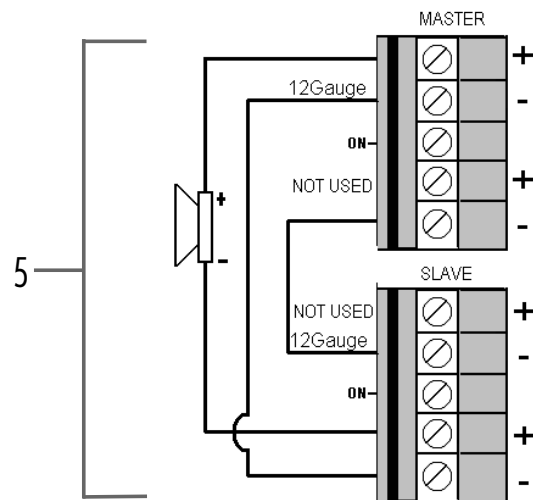 MASTER
+
12Gauge
-
ON
NOT USED
+
+
-
-
5
SLAVE
NOT USED
+
12Gauge
-
ON
+
-